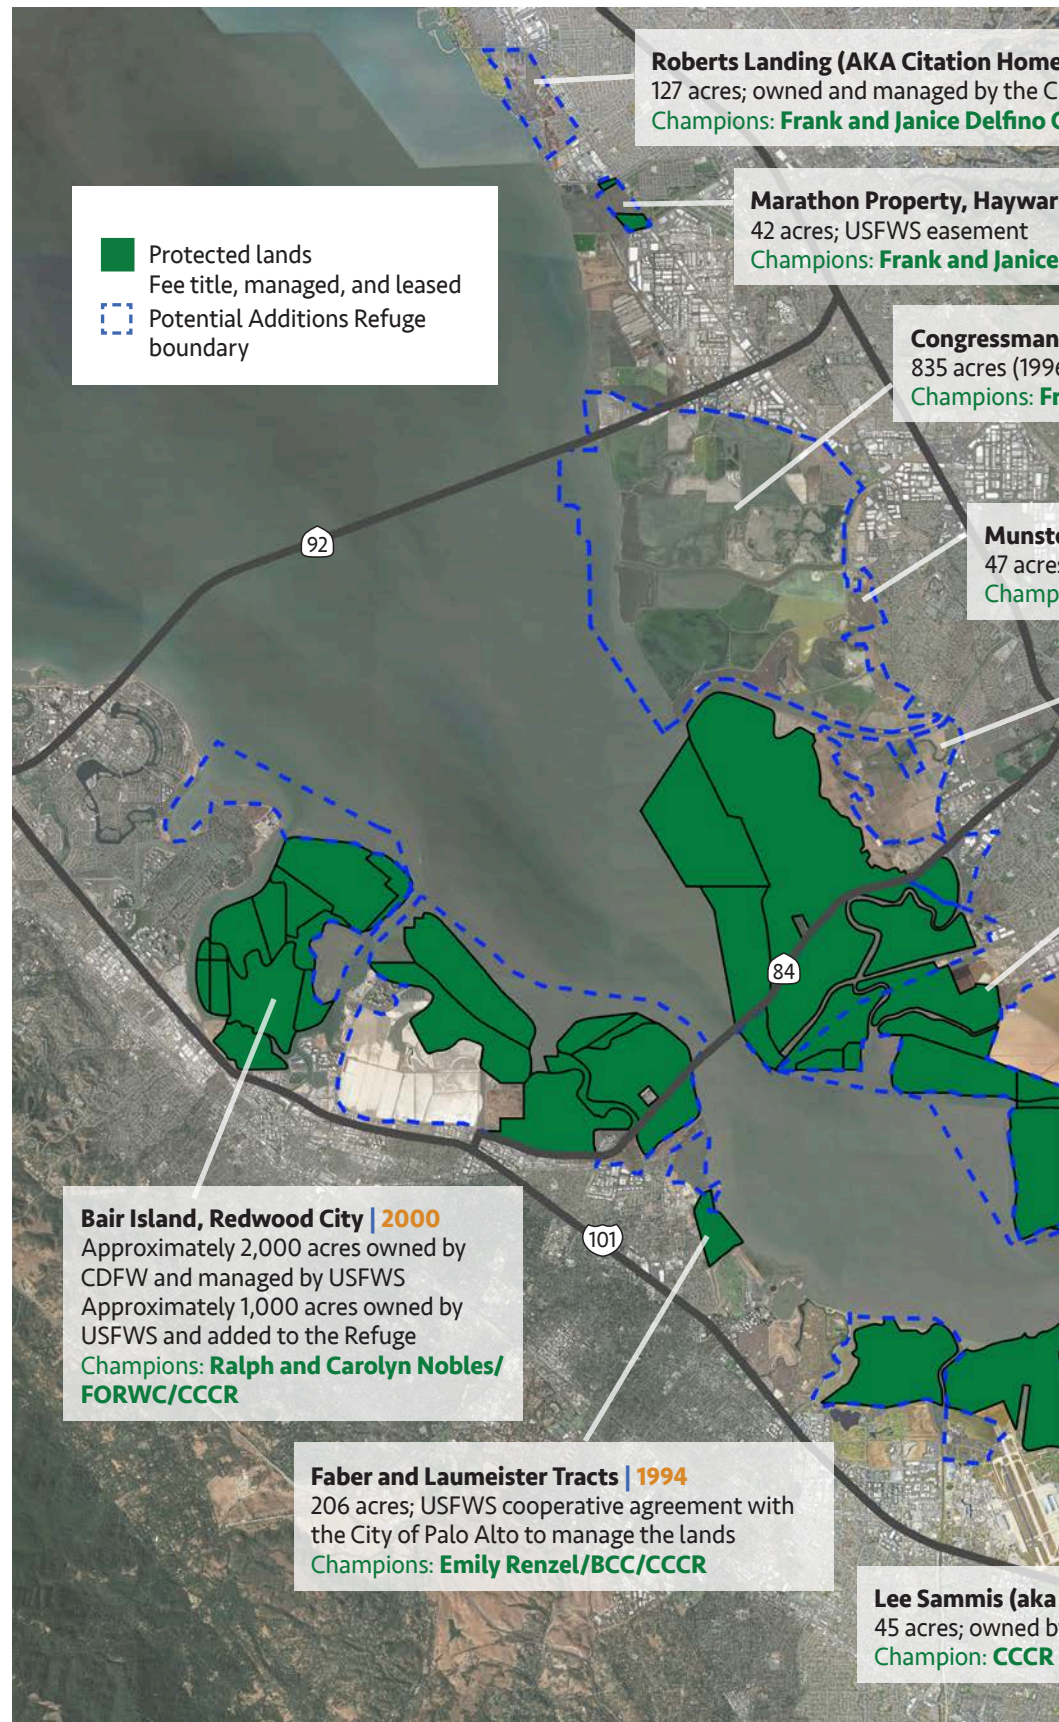 Roberts Landing (AKA Citation Home
127 acres; owned and managed by the C
Champions: Frank and Janice Delfino C
Marathon Property, Haywar
42 acres; USFWS easement
Champions: Frank and Janice
Protected lands
Fee title, managed, and leased
Potential Additions Refuge
boundary
Congressman
835 acres (1996
Champions: Fr
Munste
47 acres
Champ
92
84
101
Bair Island, Redwood City | 2000
Approximately 2,000 acres owned by
CDFW and managed by USFWS
Approximately 1,000 acres owned by
USFWS and added to the Refuge
Champions: Ralph and Carolyn Nobles/
FORWC/CCCR
Faber and Laumeister Tracts | 1994
206 acres; USFWS cooperative agreement with
the City of Palo Alto to manage the lands
Champions: Emily Renzel/BCC/CCCR
Lee Sammis (aka
45 acres; owned b
Champion: CCCR